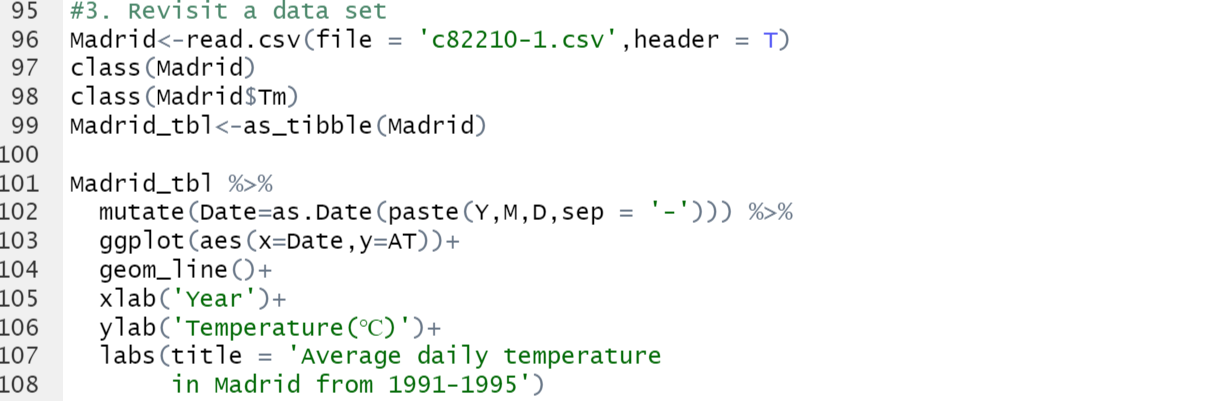 95 #3. Revisit a data set
96 Madrid<-read.csv(file = 'c82210-1.csv',header = T)
97 class(Madrid)
98 class(Madrid$Tm)
99 Madrid_tbl<-as_tibble(Madrid)
100
101 Madrid_tbl %>%
102   mutate(Date=as.Date(paste(Y,M,D,sep = '-'))) %>%
103   ggplot(aes(x=Date,y=AT))+
104   geom_line()+
105   xlab('Year')+
106   ylab('Temperature(℃)')+
107   labs(title = 'Average daily temperature
108        in Madrid from 1991-1995')